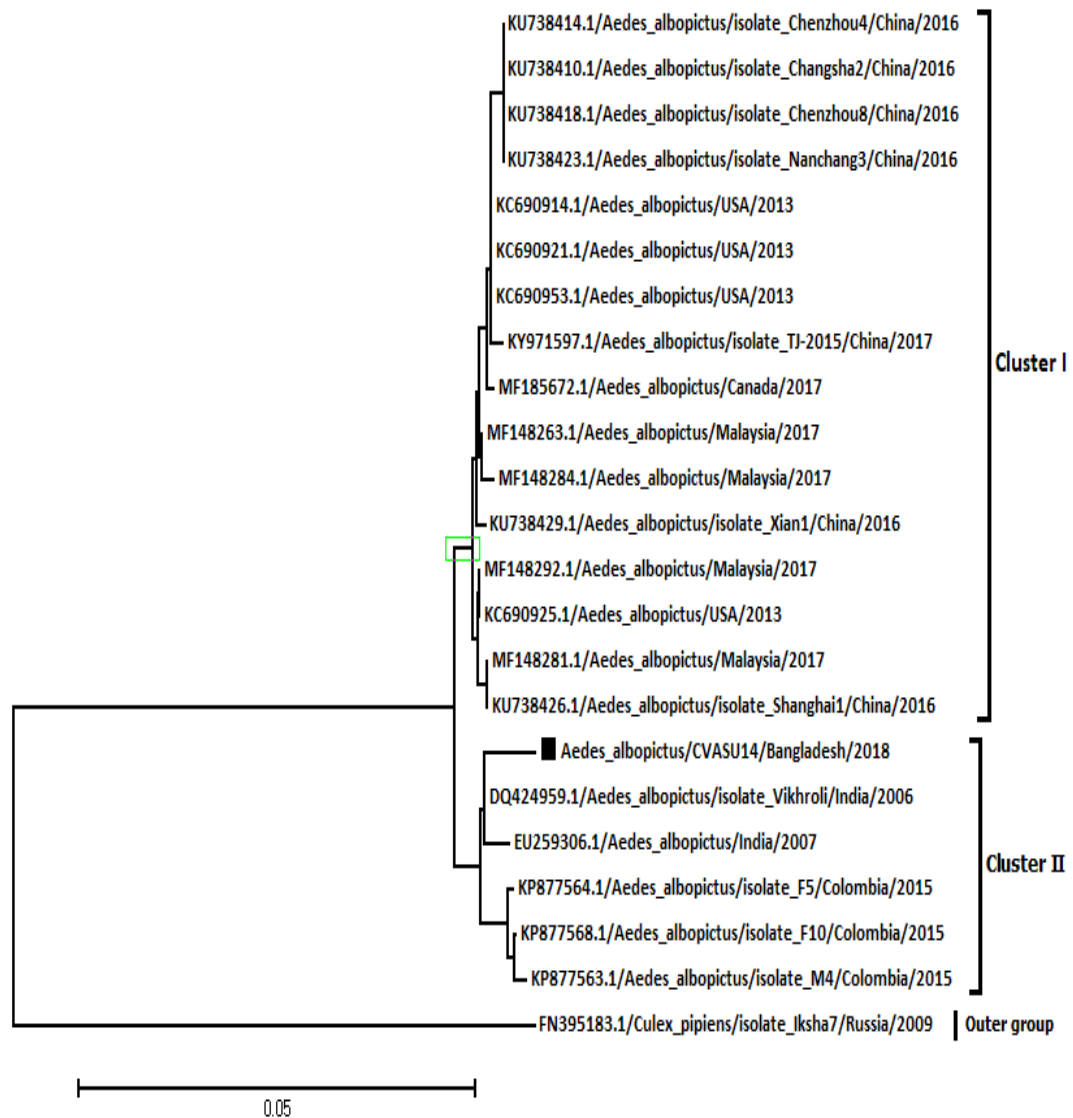 KU738414.1/Aedes_albopictus/isolate_Chenzhou4/China/2016
KU738410.1/Aedes_albopictus/isolate_Changsha2/China/2016
KU738418.1/Aedes_albopictus/isolate_Chenzhou8/China/2016
KU738423.1/Aedes_albopictus/isolate_Nanchang3/China/2016
KC690914.1/Aedes_albopictus/USA/2013
KC690921.1/Aedes_albopictus/USA/2013
KC690953.1/Aedes_albopictus/USA/2013
KY971597.1/Aedes_albopictus/isolate_TJ-2015/China/2017
Cluster I
MF185672.1/Aedes_albopictus/Canada/2017
MF148263.1/Aedes_albopictus/Malaysia/2017
MF148284.1/Aedes_albopictus/Malaysia/2017
KU738429.1/Aedes_albopictus/isolate_Xian1/China/2016
MF148292.1/Aedes_albopictus/Malaysia/2017
KC690925.1/Aedes_albopictus/USA/2013
MF148281.1/Aedes_albopictus/Malaysia/2017
KU738426.1/Aedes_albopictus/isolate_Shanghai1/China/2016
Aedes_albopictus/CVASU14/Bangladesh/2018
DQ424959.1/Aedes_albopictus/isolate_Vikhroli/India/2006
EU259306.1/Aedes_albopictus/India/2007
Cluster II
KP877564.1/Aedes_albopictus/isolate_F5/Colombia/2015
KP877568.1/Aedes_albopictus/isolate_F10/Colombia/2015
KP877563.1/Aedes_albopictus/isolate_M4/Colombia/2015
FN395183.1/Culex_pipiens/isolate_Iksha7/Russia/2009
Outer group
0.05